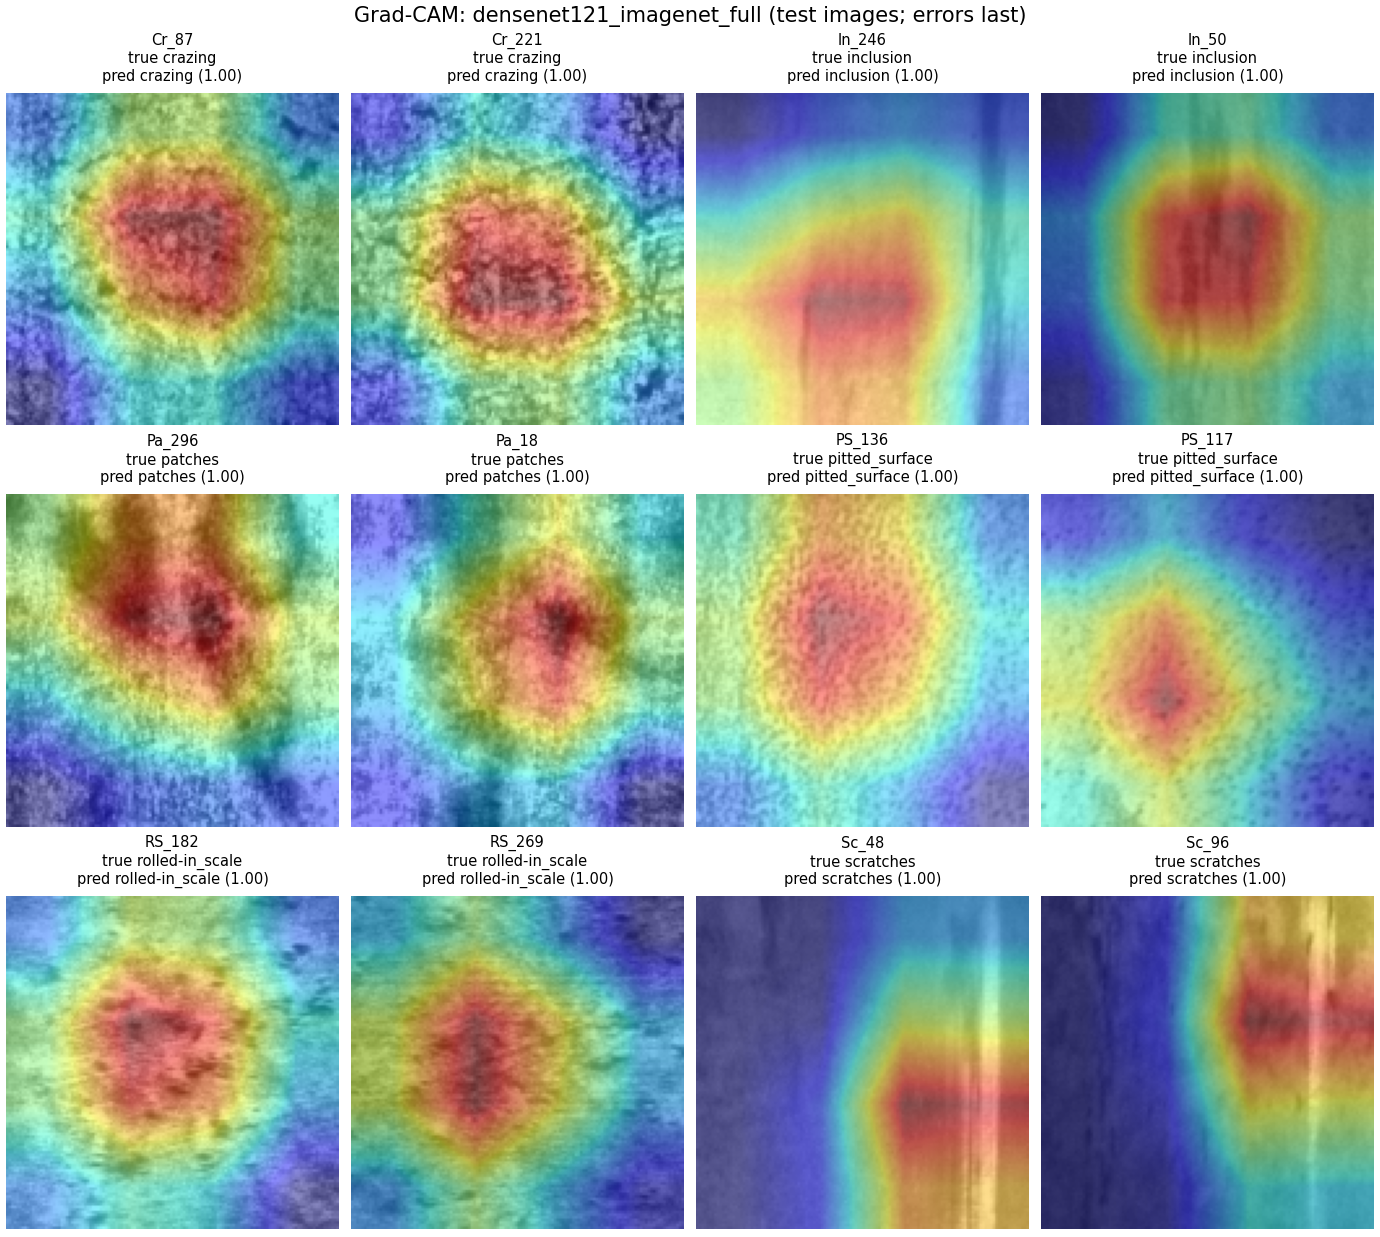 Grad-CAM: densenet121_imagenet_full (test images; errors last)
Cr_87
true crazing
pred crazing (1.00)
Cr_221
true crazing
pred crazing (1.00)
In_246
true inclusion
pred inclusion (1.00)
In_50
true inclusion
pred inclusion (1.00)
Pa_296
true patches
pred patches (1.00)
Pa_18
true patches
pred patches (1.00)
PS_136
true pitted_surface
pred pitted_surface (1.00)
PS_117
true pitted_surface
pred pitted_surface (1.00)
RS_182
true rolled-in_scale
pred rolled-in_scale (1.00)
RS_269
true rolled-in_scale
pred rolled-in_scale (1.00)
Sc_48
true scratches
pred scratches (1.00)
Sc_96
true scratches
pred scratches (1.00)